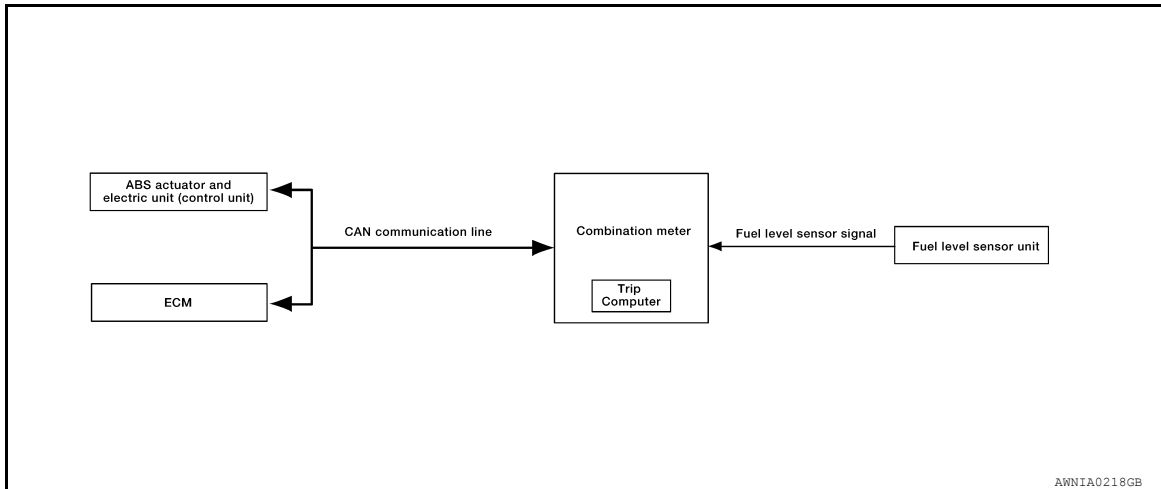 ABS actuator and
electric unit (control unit)
CAN communication line
ECM
Combination meter
Trip
Computer
Fuel level sensor signal
Fuel level sensor unit
AWNIA0218GB